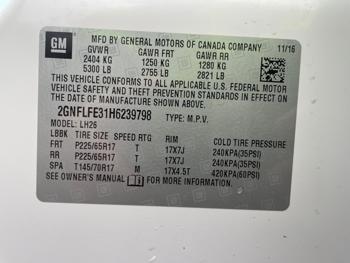 GM
MFD BY GENERAL MOTORS OF CANADA COMPANY 11/16
GVWR GAWR FRT GAWR RR
2404 KG 1250 KG 1280 KG
5300 LB 2755 LB 2821 LB
THIS VEHICLE CONFORMS TO ALL APPLICABLE U.S. FEDERAL MOTOR
VEHICLE SAFETY AND THEFT PREVENTION STANDARDS IN EFFECT ON
THE DATE OF MANUFACTURE SHOWN ABOVE.
2GNFLFE31H6239798 TYPE: M.P.V.
MODEL: LH26
LBBK TIRE SIZE SPEED RTG RIM COLD TIRE PRESSURE
FRT P225/65R17 T 17X7J 240KPA(35PSI)
RR P225/65R17 T 17X7J 240KPA(35PSI)
SPA T145/70R17 M 17X4.5T 420KPA(60PSI)
SEE OWNER'S MANUAL FOR ADDITIONAL INFORMATION.